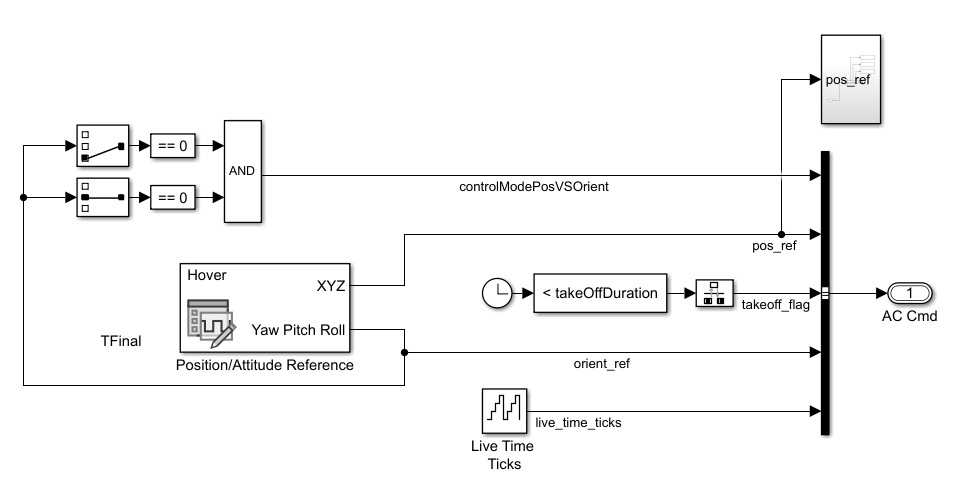 pos_ref
== 0
AND
== 0
controlModePosVSOrient
pos_ref
Hover
XYZ
Yaw Pitch Roll
Position/Attitude Reference
TFinal
< takeOffDuration
takeoff_flag
1
AC Cmd
orient_ref
live_time_ticks
Live Time
Ticks